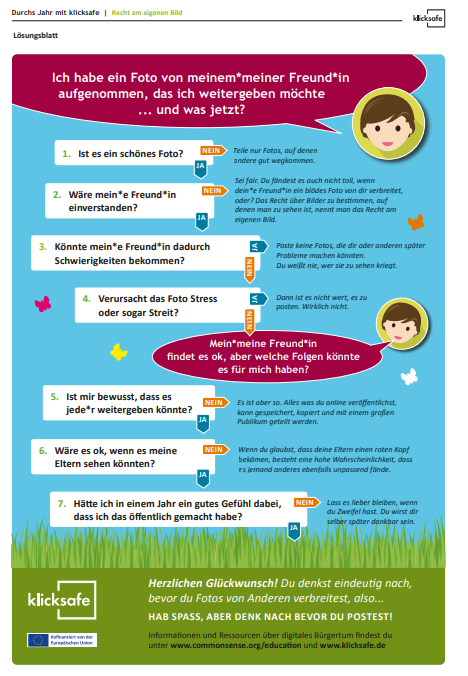 Durchs Jahr mit klicksafe | Recht am eigenen Bild
klicksafe
Lösungsblatt
Ich habe ein Foto von meinem*meiner Freund*in
aufgenommen, das ich weitergeben möchte
... und was jetzt?
1. Ist es ein schönes Foto?
NEIN
Teile nur Fotos, auf denen
andere gut wegkommen.
JA
2. Wäre mein*e Freund*in
einverstanden?
NEIN
Sei fair. Du fändest es auch nicht toll, wenn
dein*e Freund*in ein blödes Foto von dir verbreitet,
oder? Das Recht über Bilder zu bestimmen, auf
denen man zu sehen ist, nennt man das Recht am
eigenen Bild.
JA
3. Könnte mein*e Freund*in dadurch
Schwierigkeiten bekommen?
JA
Poste keine Fotos, die dir oder anderen später
Probleme machen könnten.
Du weißt nie, wer sie zu sehen kriegt.
NEIN
4. Verursacht das Foto Stress
oder sogar Streit?
JA
Dann ist es nicht wert, es zu
posten. Wirklich nicht.
NEIN
Mein*meine Freund*in
findet es ok, aber welche Folgen könnte
es für mich haben?
5. Ist mir bewusst, dass es
jede*r weitergeben könnte?
NEIN
Es ist aber so. Alles was du online veröffentlichst,
kann gespeichert, kopiert und mit einem großen
Publikum geteilt werden.
JA
6. Wäre es ok, wenn es meine
Eltern sehen könnten?
NEIN
Wenn du glaubst, dass deine Eltern einen roten Kopf
bekämen, besteht eine hohe Wahrscheinlichkeit, dass
es jemand anderes ebenfalls unpassend fände.
JA
7. Hätte ich in einem Jahr ein gutes Gefühl dabei,
dass ich das öffentlich gemacht habe?
NEIN
Lass es lieber bleiben, wenn
du Zweifel hast. Du wirst dir
selber später dankbar sein.
JA
klicksafe
Kofinanziert von der
Europäischen Union
Herzlichen Glückwunsch! Du denkst eindeutig nach,
bevor du Fotos von Anderen verbreitest, also...
HAB SPASS, ABER DENK NACH BEVOR DU POSTEST!
Informationen und Ressourcen über digitales Bürgertum findest du
unter www.commonsense.org/education und www.klicksafe.de